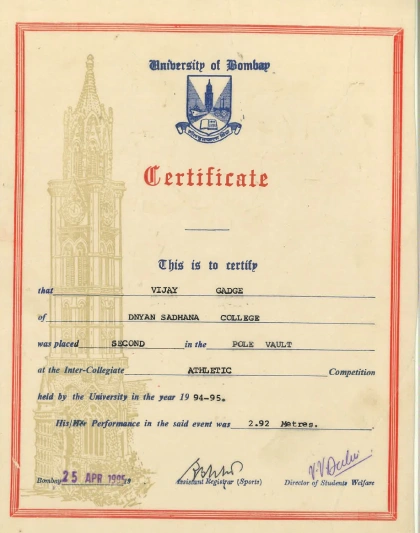 University of Bombay
Certificate
This is to certify
that VIJAY GADGE
of DNYAN SADHANA COLLEGE
was placed SECOND in the POLE VAULT
at the Inter-Collegiate ATHLETIC Competition
held by the University in the year 19 94-95.
His/Her Performance in the said event was 2.92 Metres.
Bombay 25 APR 1995
Assistant Registrar (Sports)
Director of Students Welfare